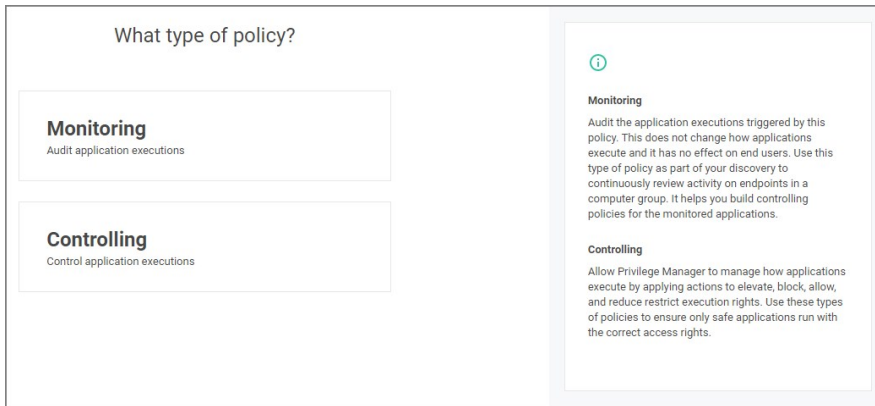 What type of policy?
Monitoring
Audit application executions
Controlling
Control application executions
Monitoring
Audit the application executions triggered by this
policy. This does not change how applications
execute and it has no effect on end users. Use this
type of policy as part of your discovery to
continuously review activity on endpoints in a
computer group. It helps you build controlling
policies for the monitored applications.
Controlling
Allow Privilege Manager to manage how applications
execute by applying actions to elevate, block, allow,
and reduce restrict execution rights. Use these types
of policies to ensure only safe applications run with
the correct access rights.